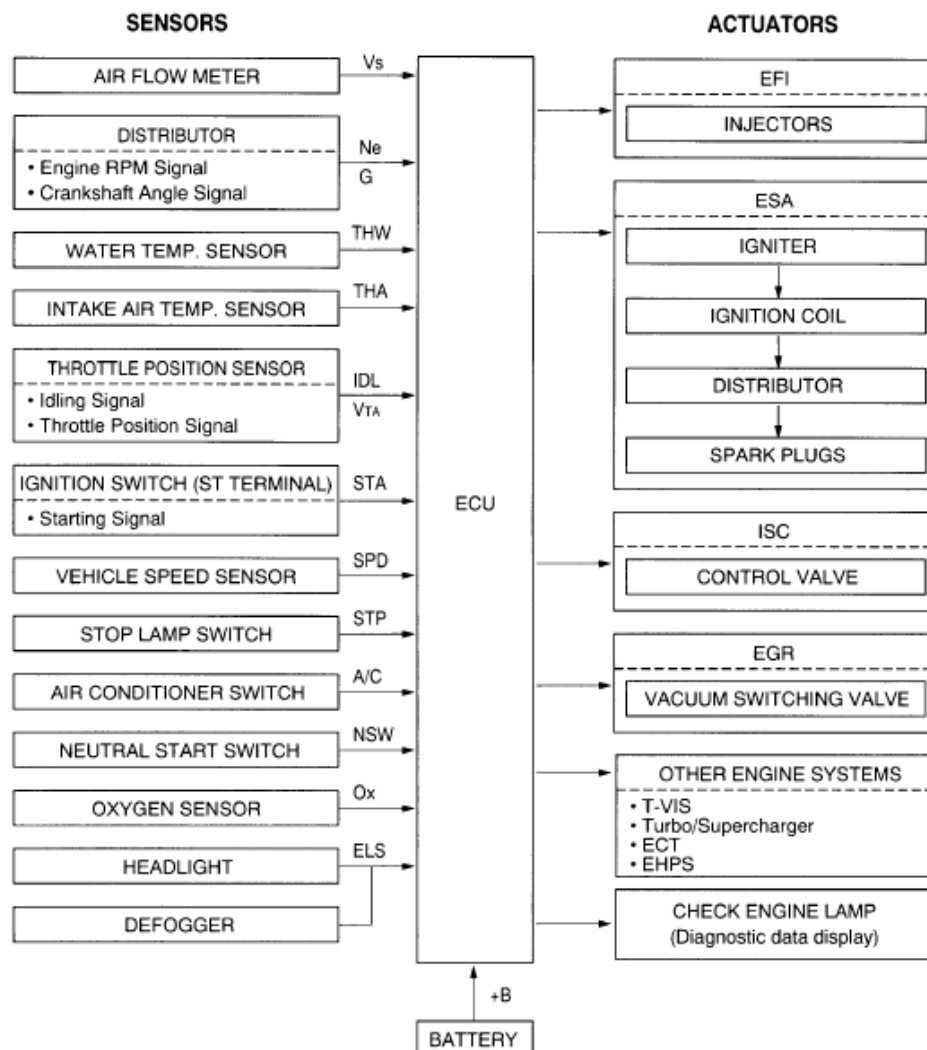 SENSORS
AIR FLOW METER
Vs
DISTRIBUTOR
• Engine RPM Signal
• Crankshaft Angle Signal
Ne
G
WATER TEMP. SENSOR
THW
INTAKE AIR TEMP. SENSOR
THA
THROTTLE POSITION SENSOR
• Idling Signal
• Throttle Position Signal
IDL
VTA
IGNITION SWITCH (ST TERMINAL)
• Starting Signal
STA
VEHICLE SPEED SENSOR
SPD
STOP LAMP SWITCH
STP
AIR CONDITIONER SWITCH
A/C
NEUTRAL START SWITCH
NSW
OXYGEN SENSOR
Ox
HEADLIGHT
ELS
DEFOGGER
ECU
+B
BATTERY
ACTUATORS
EFI
INJECTORS
ESA
IGNITER
IGNITION COIL
DISTRIBUTOR
SPARK PLUGS
ISC
CONTROL VALVE
EGR
VACUUM SWITCHING VALVE
OTHER ENGINE SYSTEMS
• T-VIS
• Turbo/Supercharger
• ECT
• EHPS
CHECK ENGINE LAMP
(Diagnostic data display)